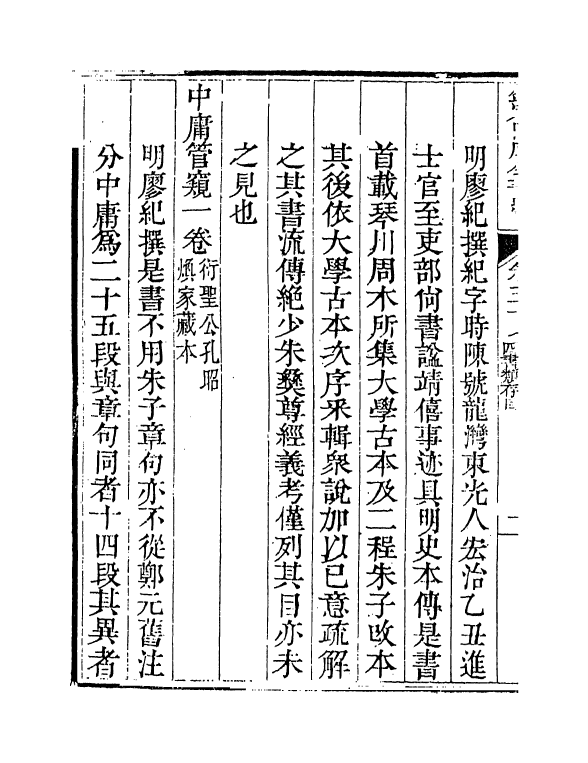 欽定四庫全書 卷三十七 四書類存目 二
明廖紀撰紀字時陳號龍灣東光人宏治乙丑進
士官至吏部尙書諡靖僖事迹具明史本傳是書
首載琴川周木所集大學古本及二程朱子改本
其後依大學古本次序采輯衆說加以已意疏解
之其書流傳絶少朱彝尊經義考僅列其目亦未
之見也
中庸管窺一卷 衍聖公孔昭煥家藏本
明廖紀撰是書不用朱子章句亦不從鄭元舊注
分中庸爲二十五段與章句同者十四段其異者